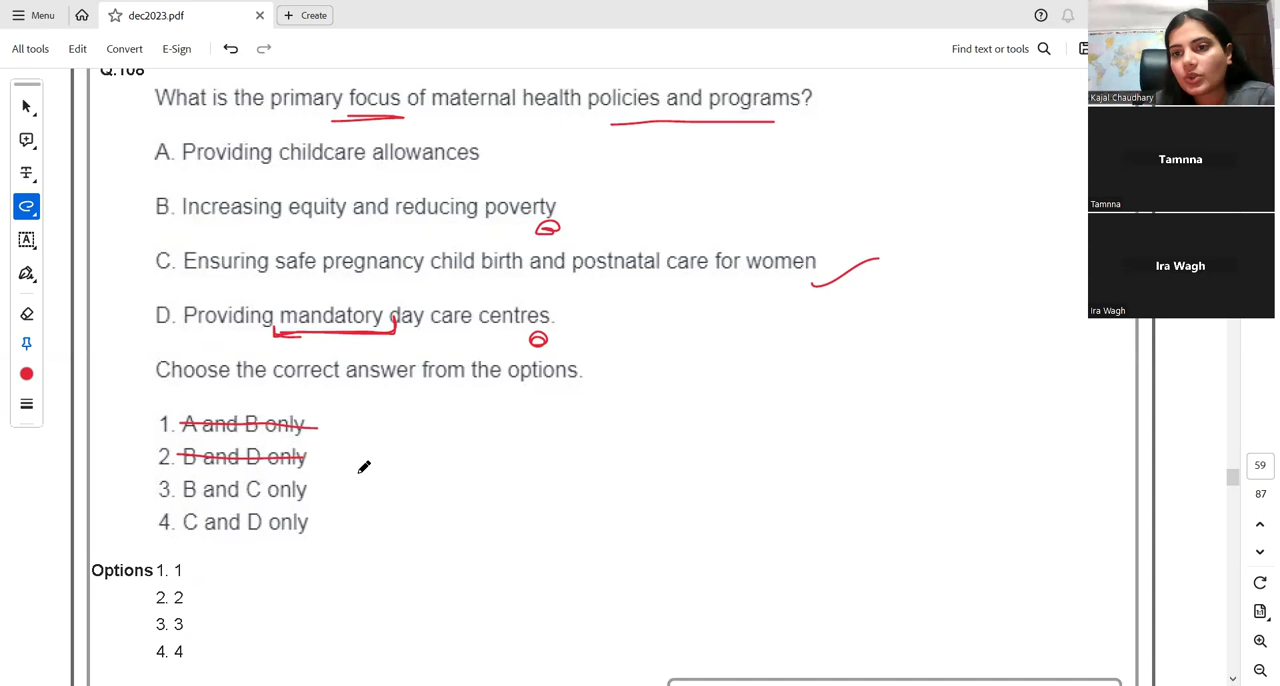 Menu
dec2023.pdf
Create
All tools
Edit
Convert
E-Sign
Find text or tools
Q.108
What is the primary focus of maternal health policies and programs?
A. Providing childcare allowances
B. Increasing equity and reducing poverty
C. Ensuring safe pregnancy child birth and postnatal care for women
D. Providing mandatory day care centres.
Choose the correct answer from the options.
1. A and B only
2. B and D only
3. B and C only
4. C and D only
Options 1. 1
2. 2
3. 3
4. 4
Kajal Chaudhary
Tamnna
Tamnna
Ira Wagh
Ira Wagh
59
87